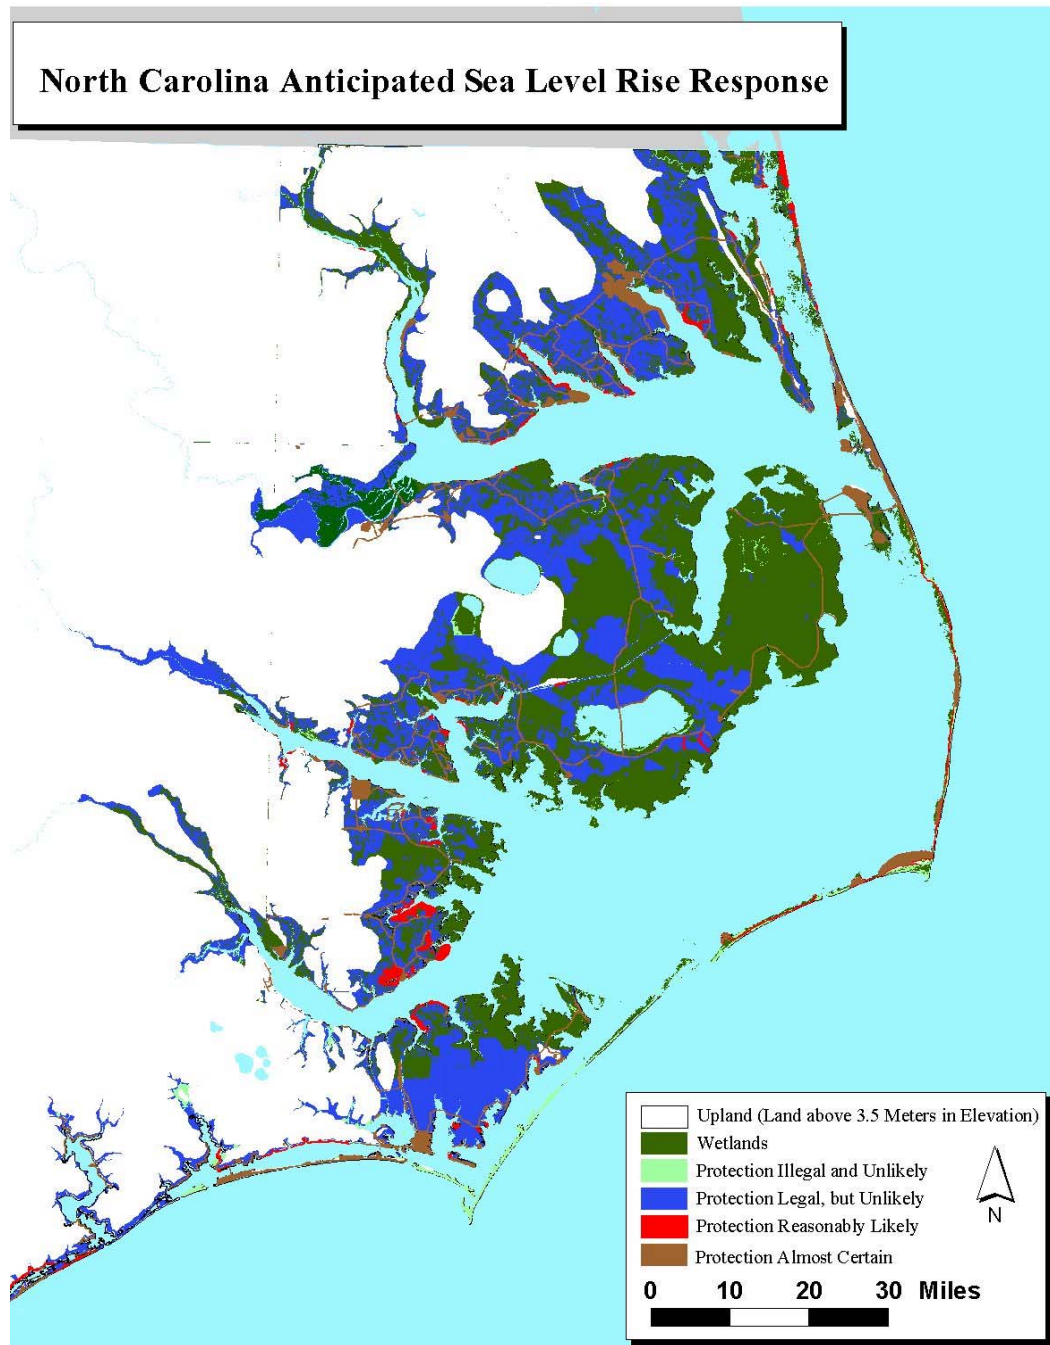 North Carolina Anticipated Sea Level Rise Response
Upland (Land above 3.5 Meters in Elevation)
Wetlands
Protection Illegal and Unlikely
Protection Legal, but Unlikely
Protection Reasonably Likely
Protection Almost Certain
N
0 10 20 30 Miles